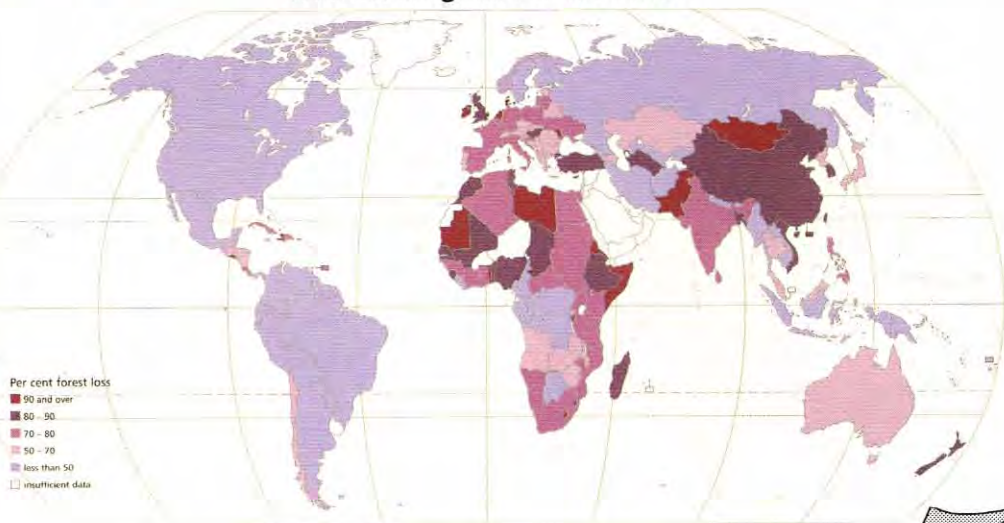 Per cent forest loss
90 and over
80 - 90
70 - 80
50 - 70
less than 50
insufficient data